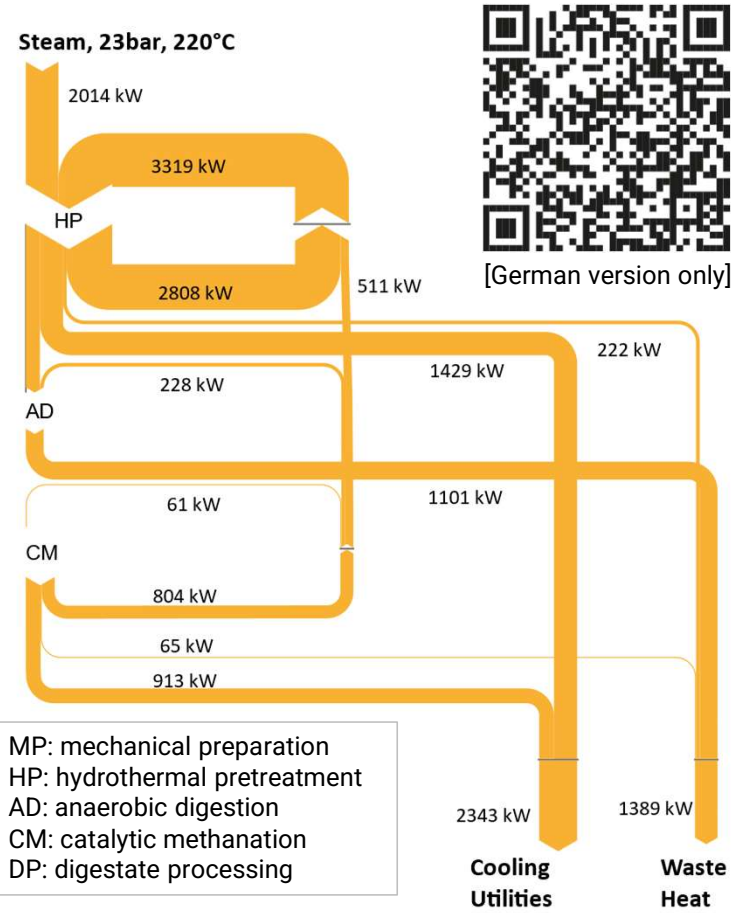 Steam, 23bar, 220°C
2014 kW
3319 kW
HP
2808 kW
511 kW
[German version only]
222 kW
1429 kW
228 kW
AD
1101 kW
61 kW
CM
804 kW
65 kW
913 kW
MP: mechanical preparation
HP: hydrothermal pretreatment
AD: anaerobic digestion
CM: catalytic methanation
DP: digestate processing
2343 kW
1389 kW
Cooling
Utilities
Waste
Heat